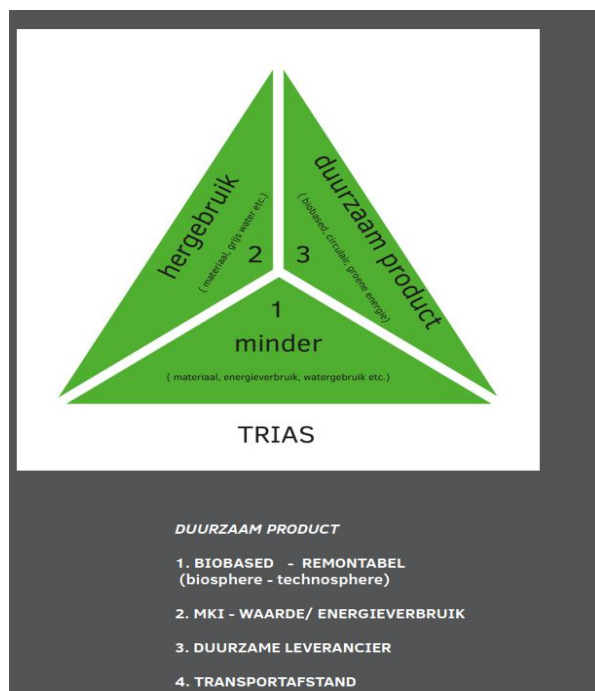 hergebruik
( materiaal, grijs water etc.)
2
duurzaam product
( biobased, circulair, groene energie)
3
1
minder
( materiaal, energieverbruik, watergebruik etc.)
TRIAS
DUURZAAM PRODUCT
1. BIOBASED - REMONTABEL
(biosphere - technosphere)
2. MKI - WAARDE/ ENERGIEVERBRUIK
3. DUURZAME LEVERANCIER
4. TRANSPORTAFSTAND